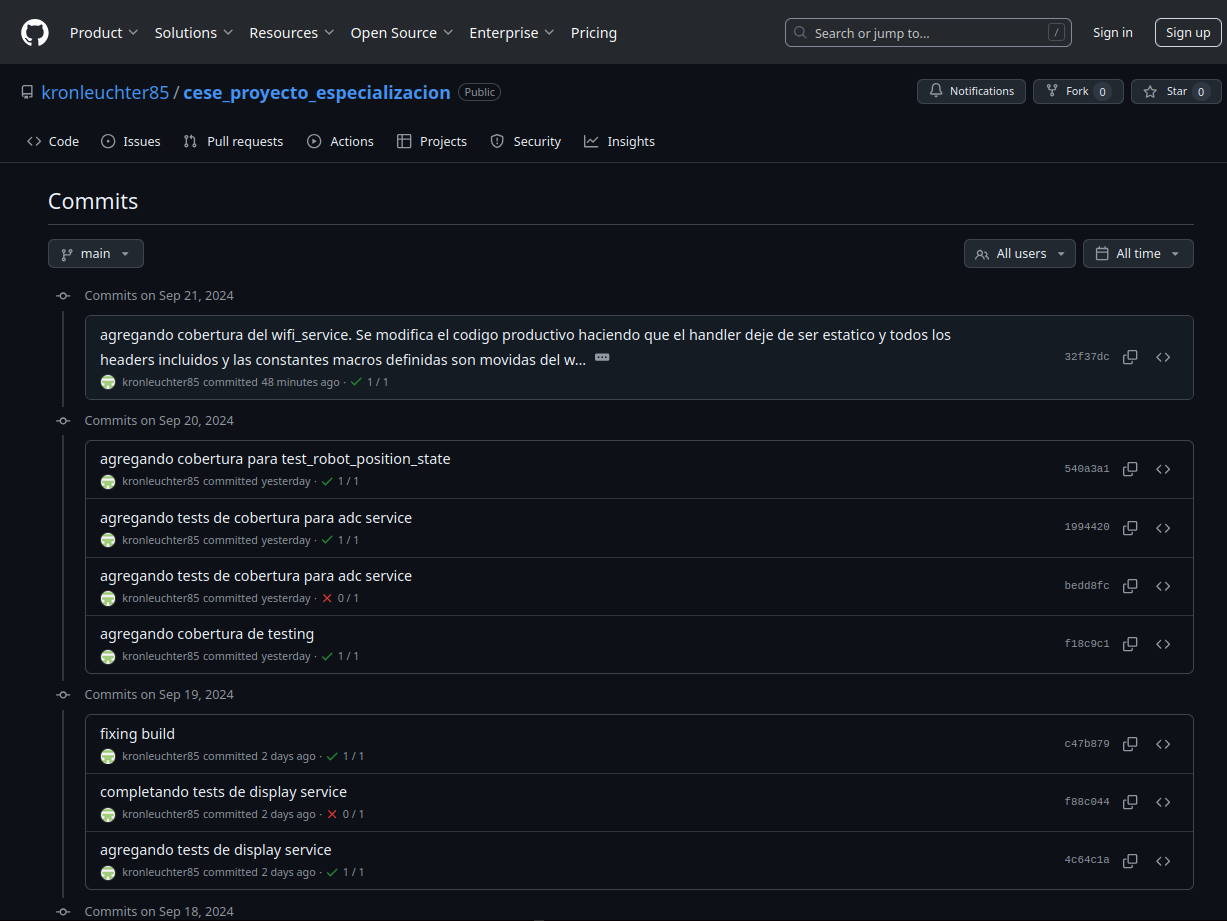 Product Solutions Resources Open Source Enterprise Pricing Search or jump to... / Sign in Sign up
kronleuchter85 / cese_proyecto_especializacion Public Notifications Fork 0 Star 0
Code Issues Pull requests Actions Projects Security Insights
Commits
main All users All time
Commits on Sep 21, 2024
agregando cobertura del wifi_service. Se modifica el codigo productivo haciendo que el handler deje de ser estatico y todos los
headers incluidos y las constantes macros definidas son movidas del w...
32f37dc
kronleuchter85 committed 48 minutes ago · 1 / 1
Commits on Sep 20, 2024
agregando cobertura para test_robot_position_state
540a3a1
kronleuchter85 committed yesterday · 1 / 1
agregando tests de cobertura para adc service
1994420
kronleuchter85 committed yesterday · 1 / 1
agregando tests de cobertura para adc service
bedd8fc
kronleuchter85 committed yesterday · 0 / 1
agregando cobertura de testing
f18c9c1
kronleuchter85 committed yesterday · 1 / 1
Commits on Sep 19, 2024
fixing build
c47b879
kronleuchter85 committed 2 days ago · 1 / 1
completando tests de display service
f88c044
kronleuchter85 committed 2 days ago · 0 / 1
agregando tests de display service
4c64c1a
kronleuchter85 committed 2 days ago · 1 / 1
Commits on Sep 18, 2024